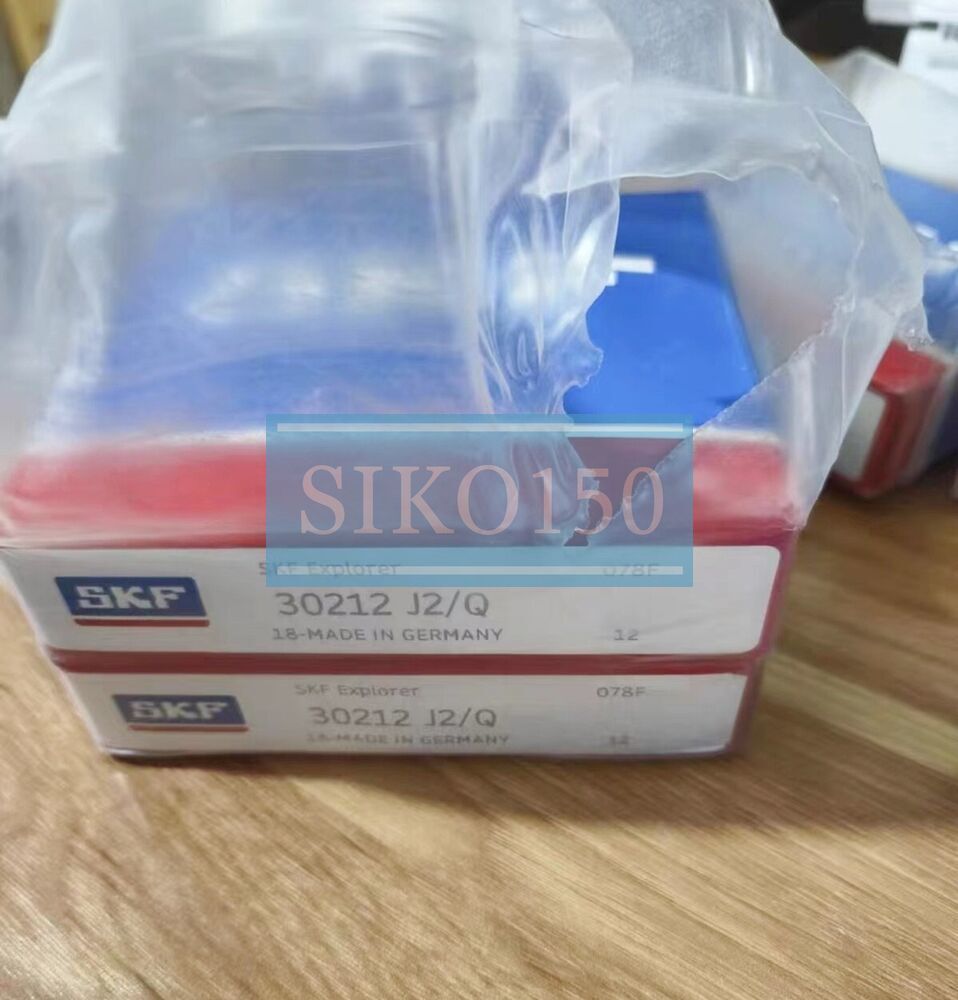 SIKO150
SKF
SKF Explorer 078F
30212 J2/Q
18-MADE IN GERMANY 12
SKF
SKF Explorer 078F
30212 J2/Q
18-MADE IN GERMANY 12